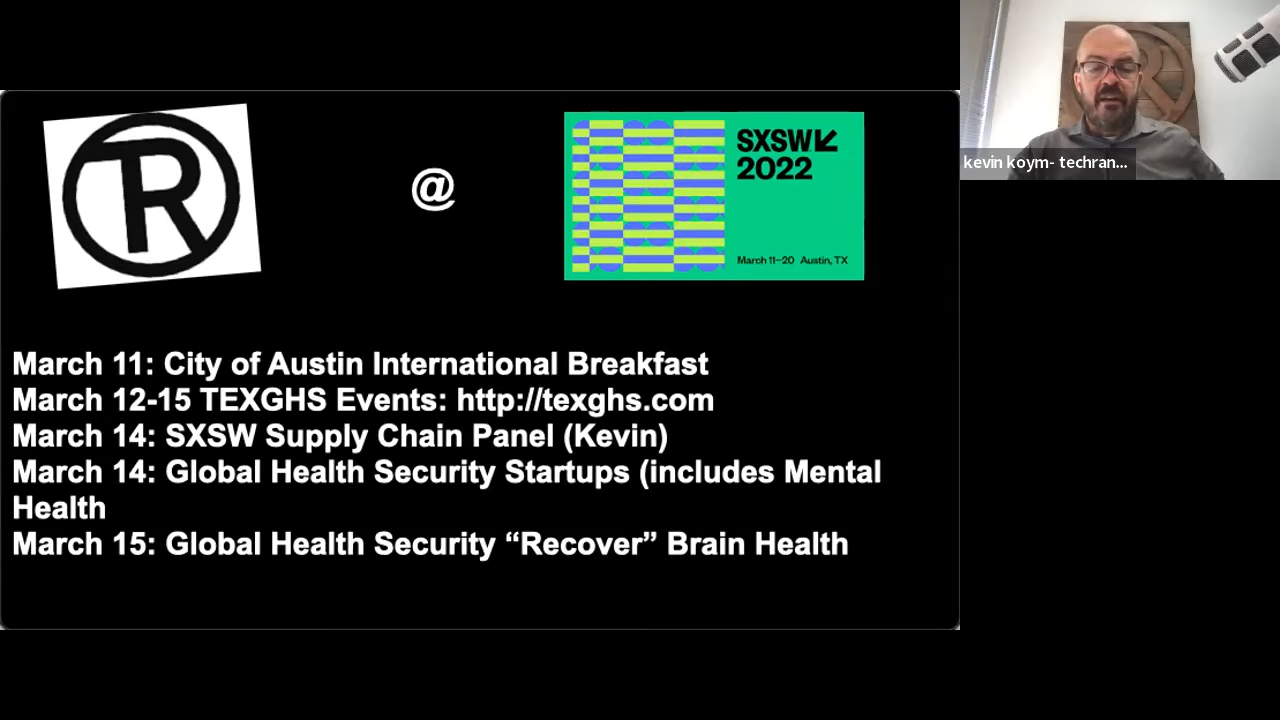 TR
@
SXSW
2022
March 11–20 Austin, TX
kevin koym- techran...
March 11: City of Austin International Breakfast
March 12-15 TEXGHS Events: http://texghs.com
March 14: SXSW Supply Chain Panel (Kevin)
March 14: Global Health Security Startups (includes Mental
Health
March 15: Global Health Security “Recover” Brain Health